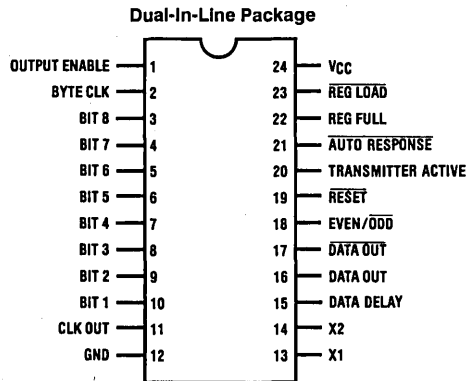 Dual-In-Line Package
OUTPUT ENABLE 1 24 VCC
BYTE CLK 2 23 REG LOAD
BIT 8 3 22 REG FULL
BIT 7 4 21 AUTO RESPONSE
BIT 6 5 20 TRANSMITTER ACTIVE
BIT 5 6 19 RESET
BIT 4 7 18 EVEN/ODD
BIT 3 8 17 DATA OUT
BIT 2 9 16 DATA OUT
BIT 1 10 15 DATA DELAY
CLK OUT 11 14 X2
GND 12 13 X1